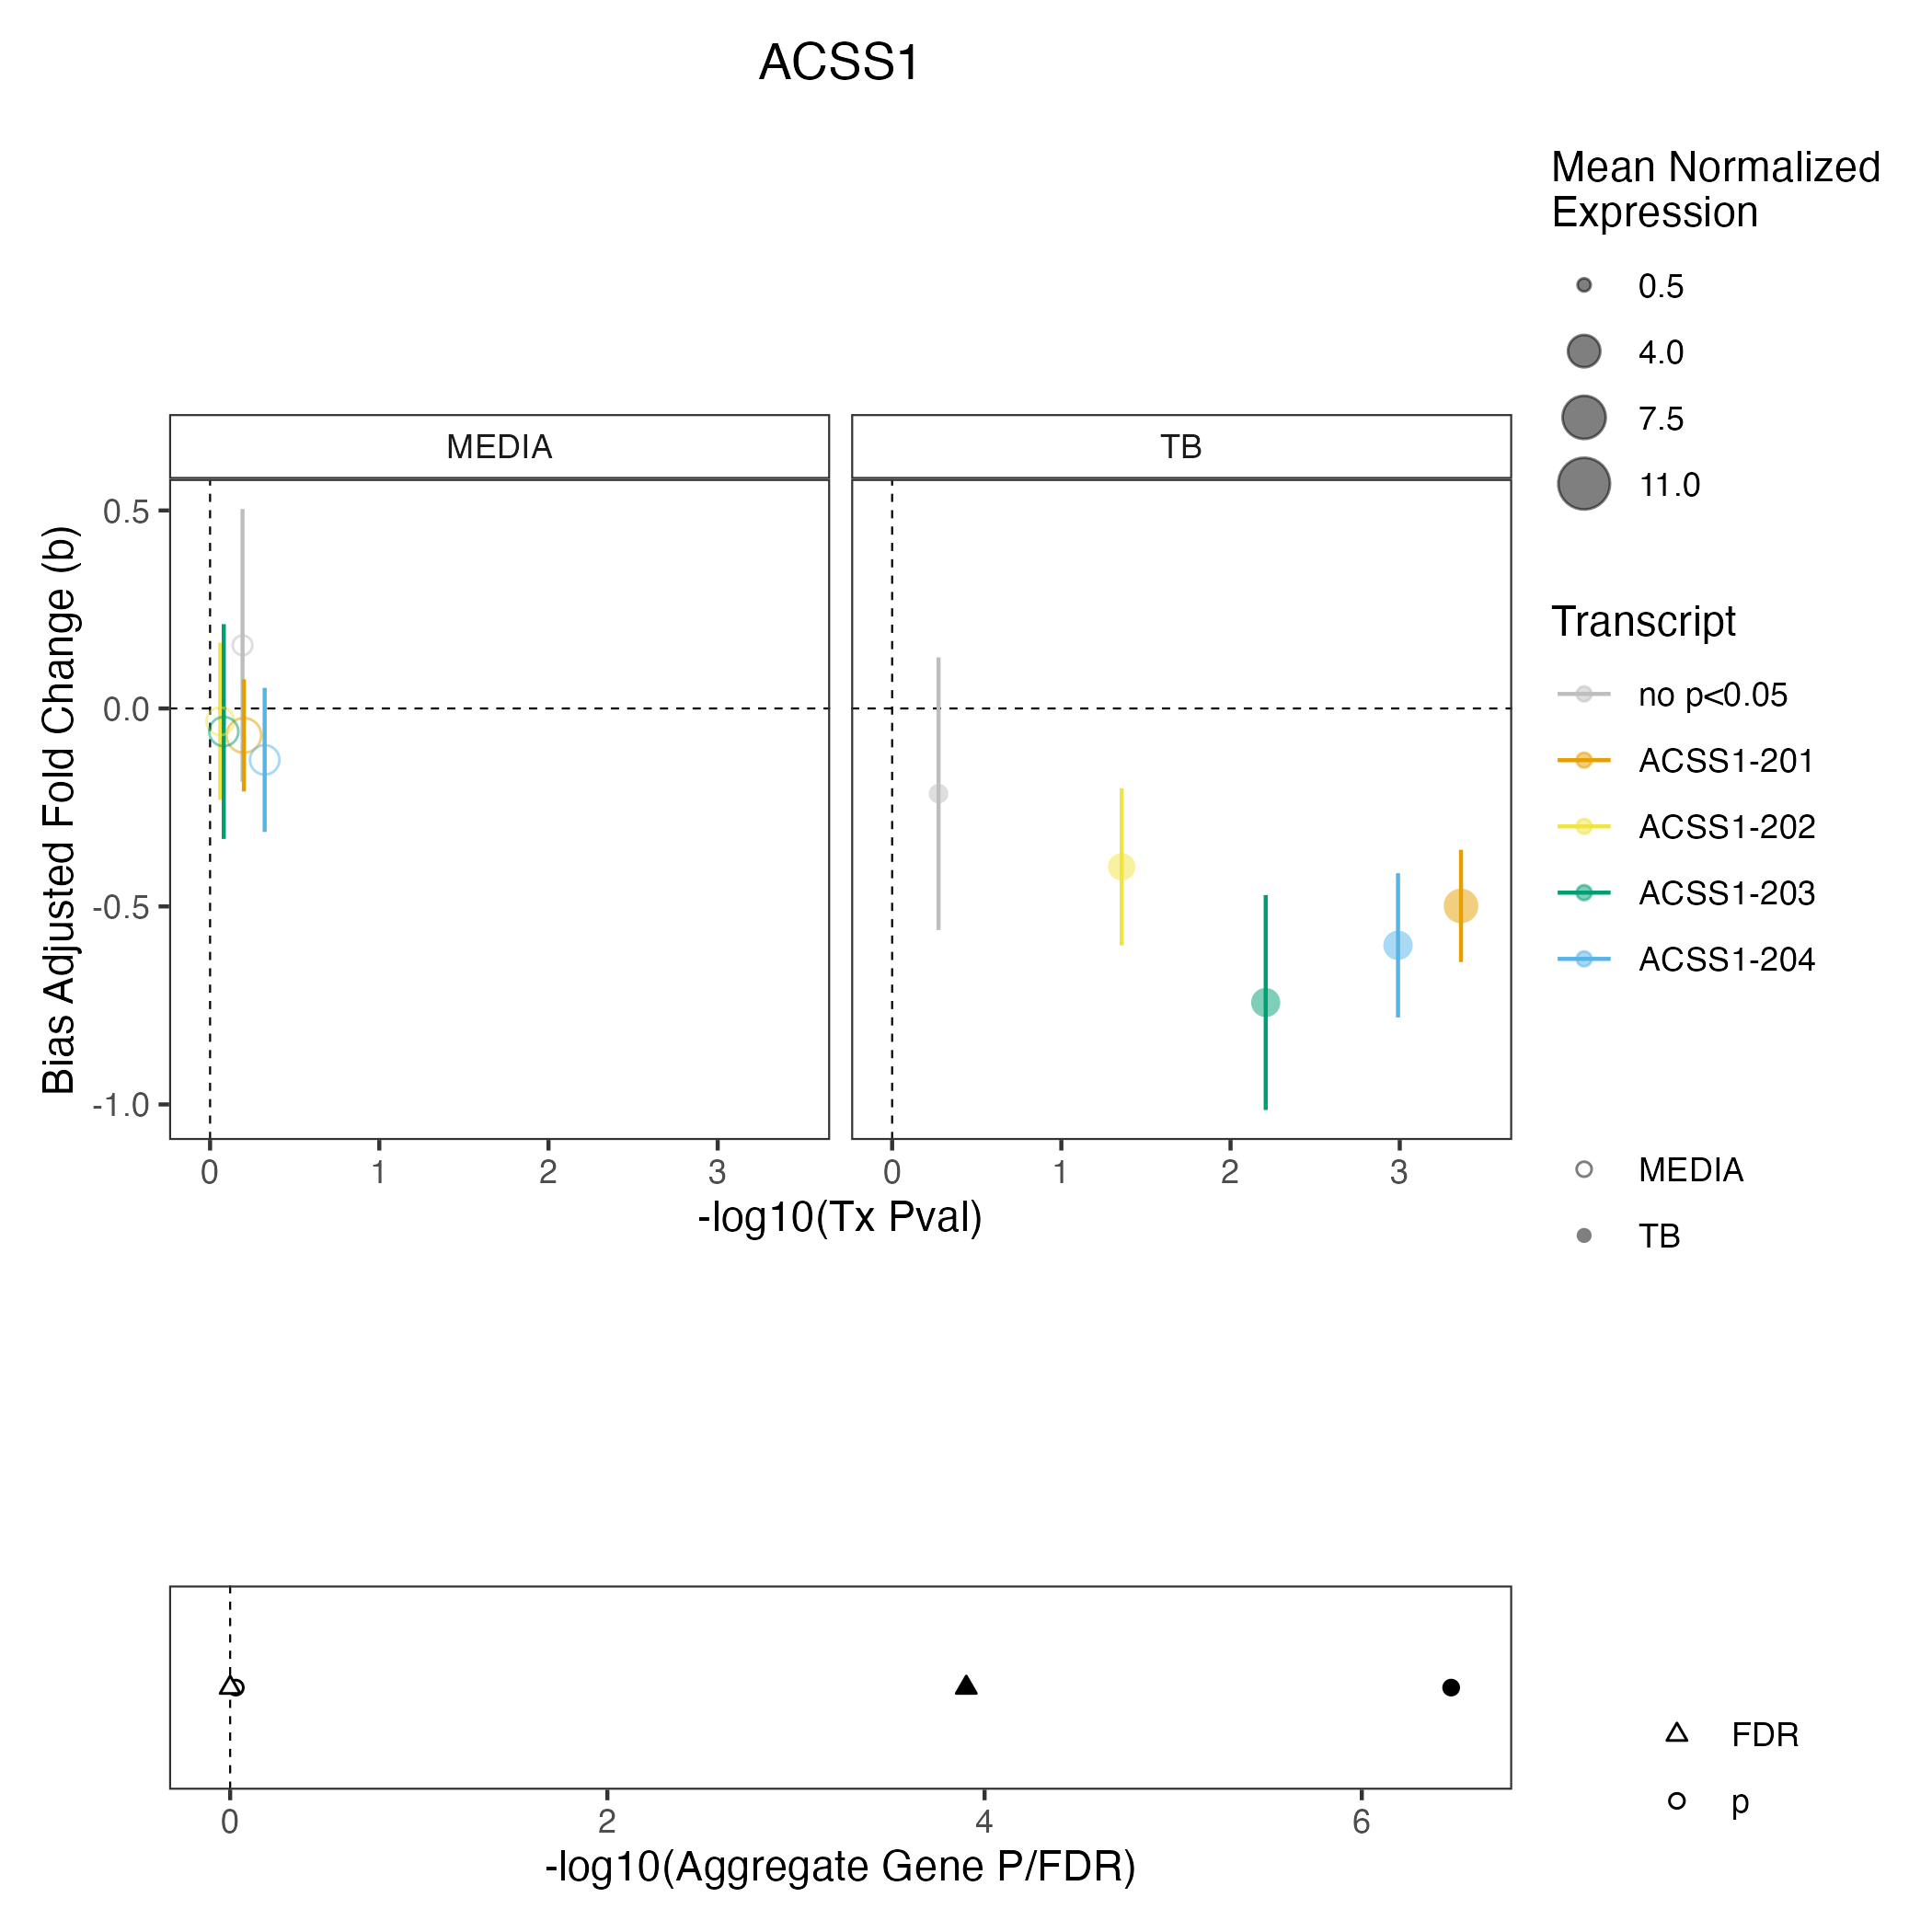 ACSS1
MEDIA
TB
0.5
0.0
-0.5
-1.0
Bias Adjusted Fold Change (b)
0 1 2 3
0 1 2 3
-log10(Tx Pval)
Mean Normalized
Expression
0.5
4.0
7.5
11.0
Transcript
no p<0.05
ACSS1-201
ACSS1-202
ACSS1-203
ACSS1-204
MEDIA
TB
0 2 4 6
-log10(Aggregate Gene P/FDR)
FDR
p